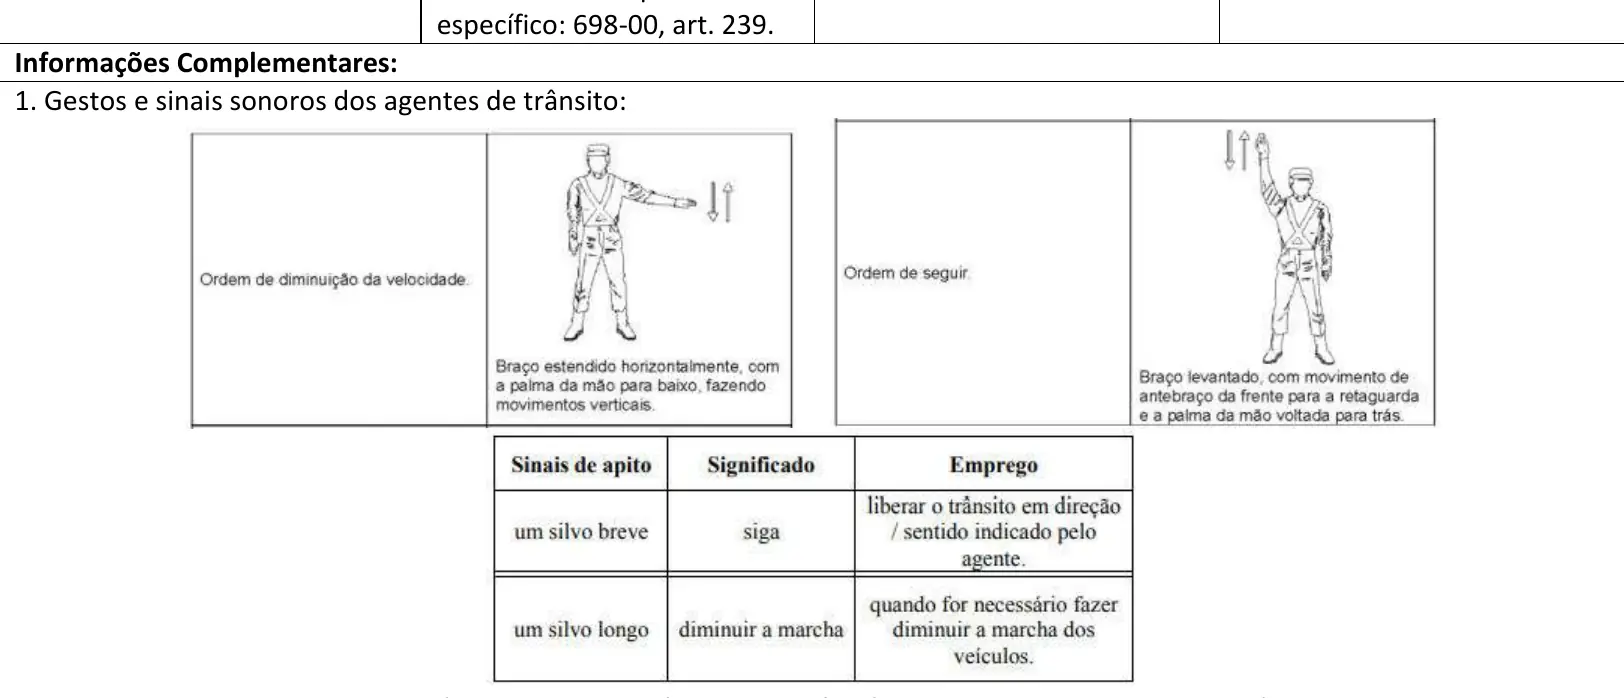 específico: 698-00, art. 239.
Informações Complementares:
1. Gestos e sinais sonoros dos agentes de trânsito:
Ordem de diminuição da velocidade.
Braço estendido horizontalmente, com
a palma da mão para baixo, fazendo
movimentos verticais.
Ordem de seguir.
Braço levantado, com movimento de
antebraço da frente para a retaguarda
e a palma da mão voltada para trás.
Sinais de apito Significado Emprego
um silvo breve siga liberar o trânsito em direção
/ sentido indicado pelo
agente.
um silvo longo diminuir a marcha quando for necessário fazer
diminuir a marcha dos
veículos.